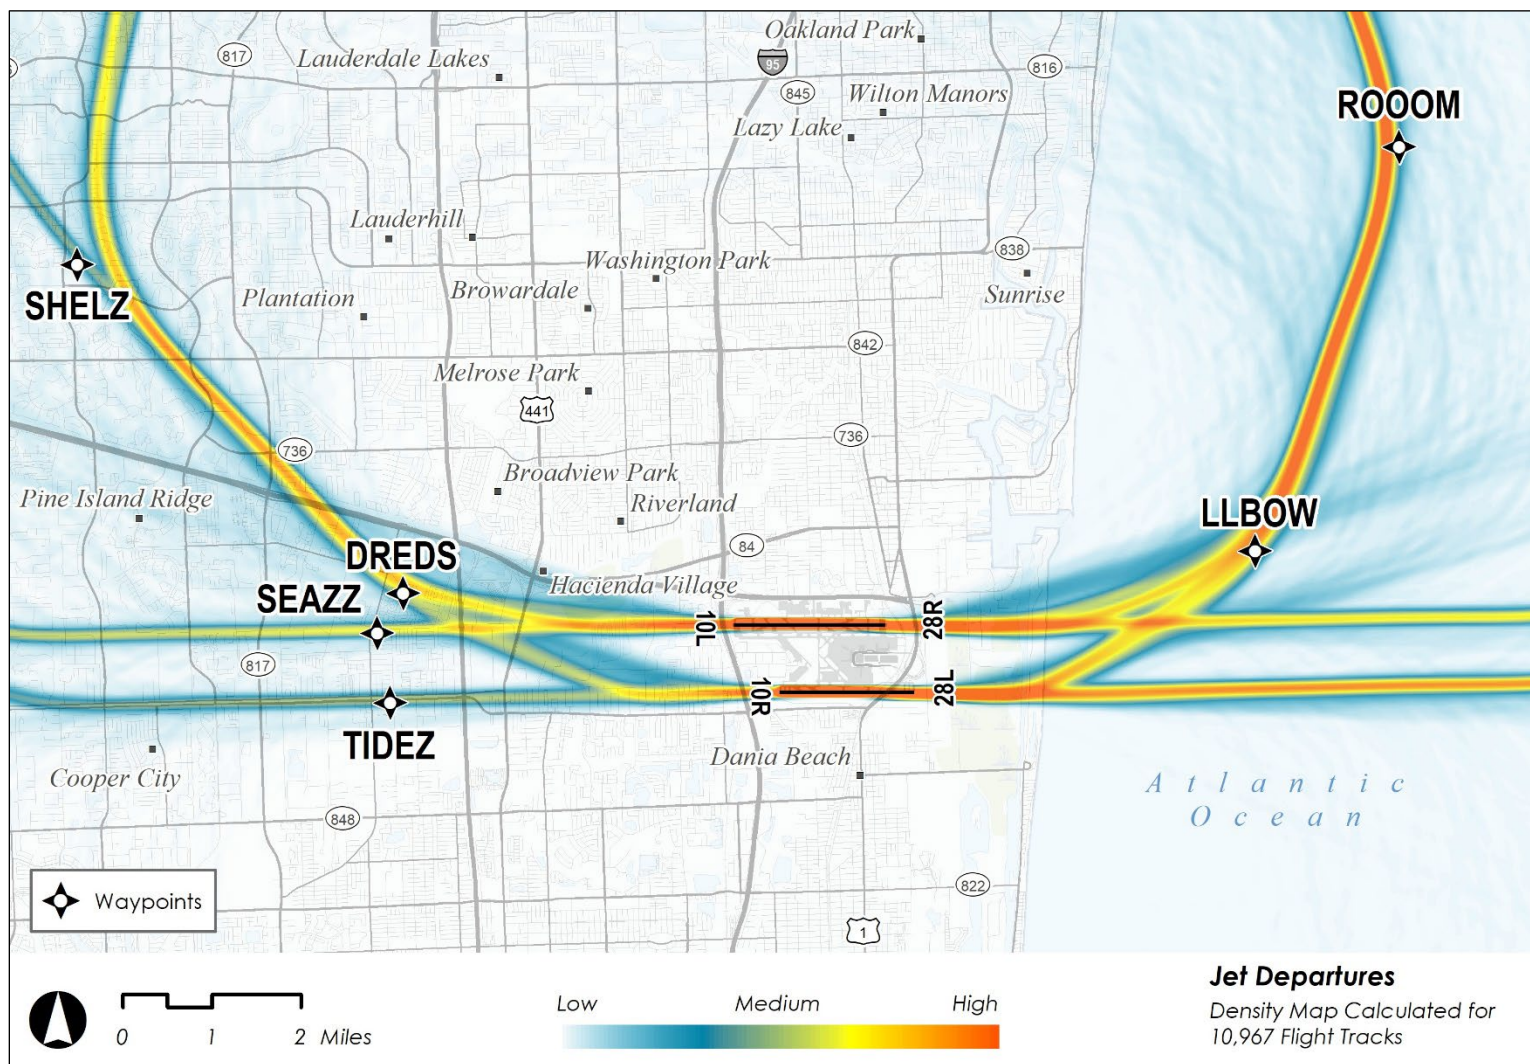 Oakland Park
817
Lauderdale Lakes
95
816
845
Wilton Manors
ROOOM
Lazy Lake
Lauderhill
838
Washington Park
SHELZ
Plantation
Browardale
Sunrise
842
Melrose Park
441
736
736
Broadview Park
Pine Island Ridge
Riverland
LLBOW
84
DREDS
Hacienda Village
SEAZZ
10L
28R
817
10R
28L
TIDEZ
Dania Beach
Cooper City
Atlantic
Ocean
848
822
Waypoints
1
Jet Departures
Density Map Calculated for
10,967 Flight Tracks
Low Medium High
0 1 2 Miles